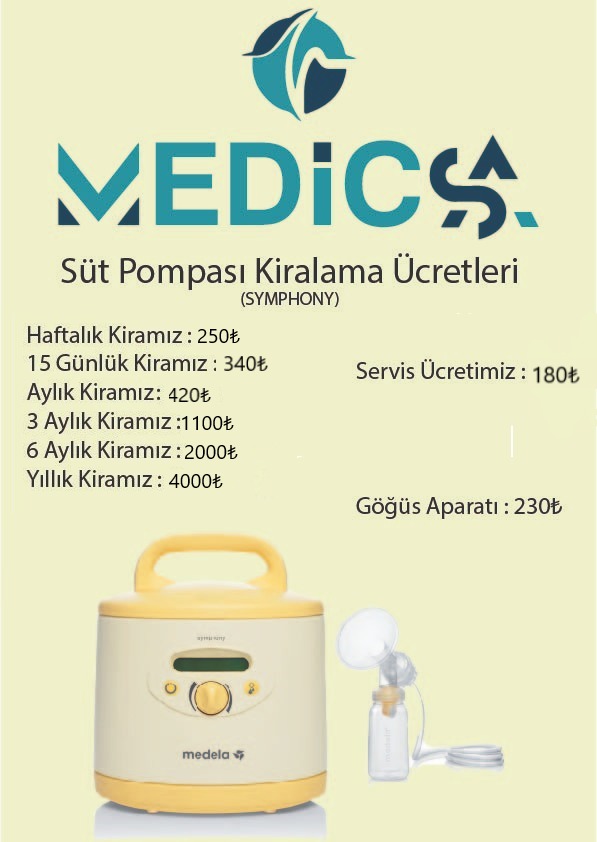 MEDiCSA
Süt Pompası Kiralama Ücretleri
(SYMPHONY)
Haftalık Kiramız : 250₺
15 Günlük Kiramız : 340₺
Aylık Kiramız: 420₺
3 Aylık Kiramız :1100₺
6 Aylık Kiramız : 2000₺
Yıllık Kiramız : 4000₺
Servis Ücretimiz : 180₺
Göğüs Aparatı : 230₺
symphony
medela
medela